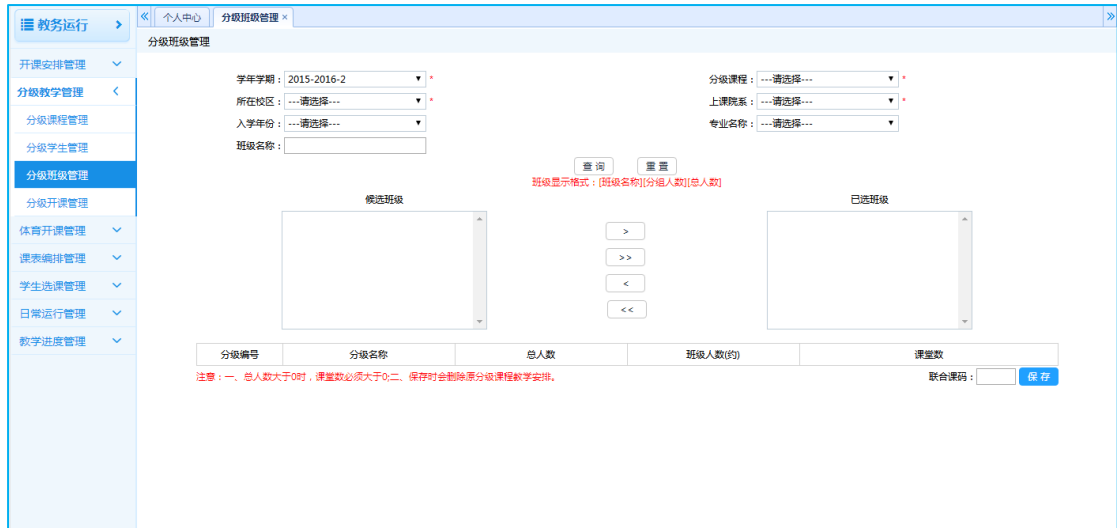 教务运行
个人中心 分级班级管理 ×
分级班级管理
开课安排管理
分级教学管理
分级课程管理
分级学生管理
分级班级管理
分级开课管理
体育开课管理
课表编排管理
学生选课管理
日常运行管理
教学进度管理
学年学期： 2015-2016-2 * 分级课程： ---请选择--- *
所在校区： ---请选择--- * 上课院系： ---请选择--- *
入学年份： ---请选择--- 专业名称： ---请选择---
班级名称：
查 询 重 置
班级显示格式：[班级名称][分组人数][总人数]
候选班级 已选班级
>
>>
<
<<
分级编号 分级名称 总人数 班级人数(约) 课堂数
注意：一、总人数大于0时，课堂数必须大于0;二、保存时会删除原分级课程教学安排。 联合课码： 保 存